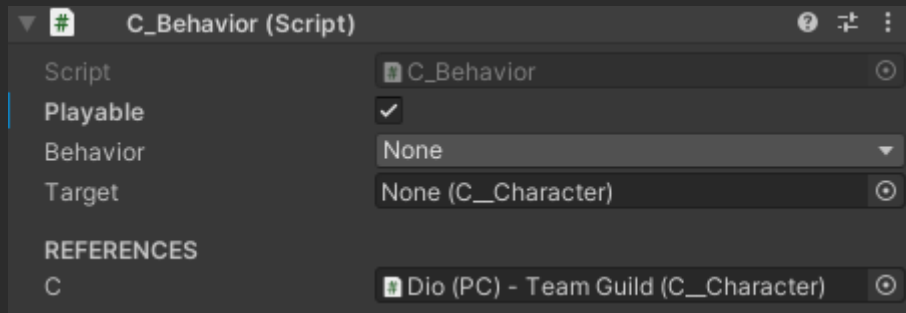 # C_Behavior (Script)
Script # C_Behavior
Playable
Behavior None
Target None (C__Character)
REFERENCES
C # Dio (PC) - Team Guild (C__Character)